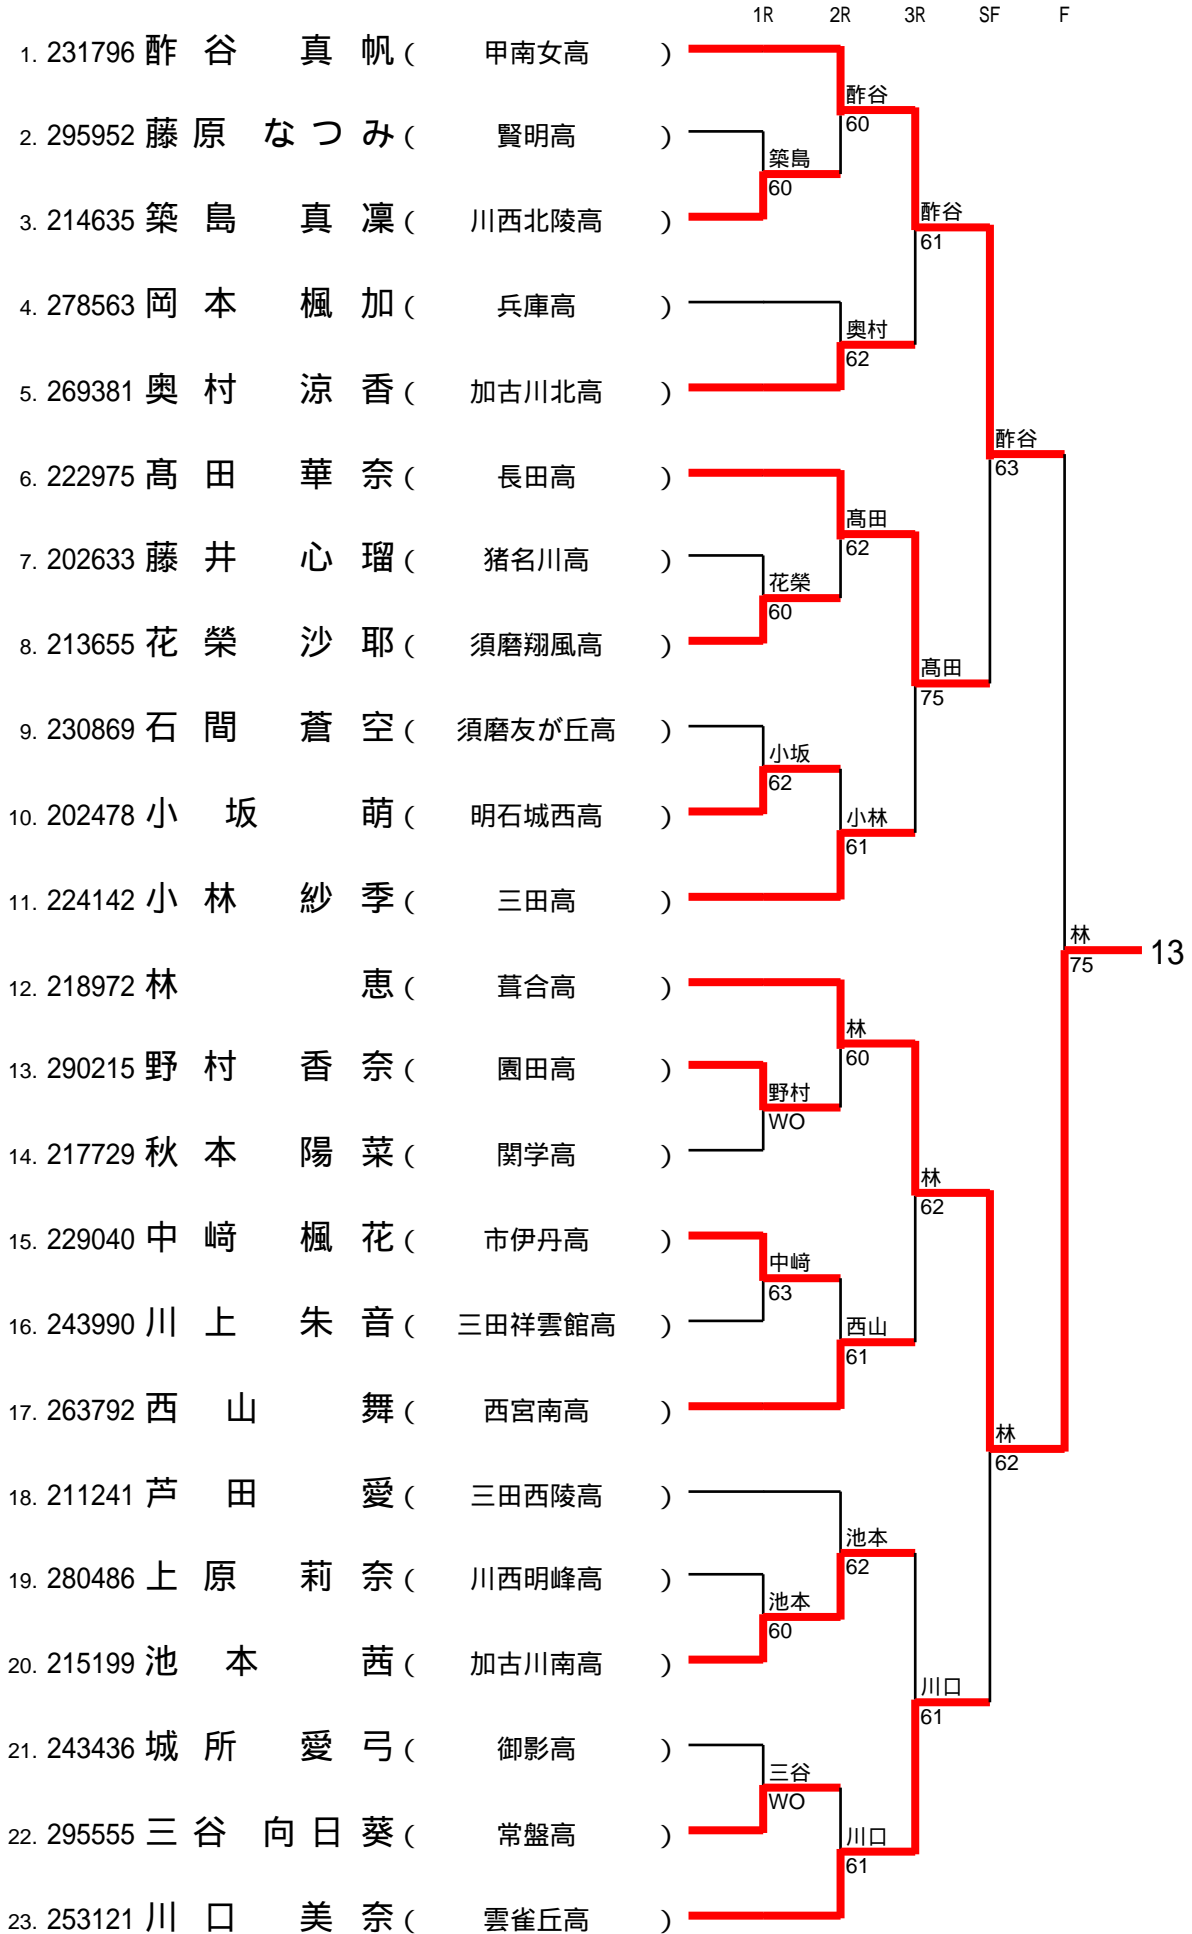 1R 2R 3R SF F
1. 231796 酢谷 真帆 ( 甲南女高 )
酢谷
60
2. 295952 藤原 なつみ ( 賢明高 )
築島
60
3. 214635 築島 真凜 ( 川西北陵高 )
酢谷
61
4. 278563 岡本 楓加 ( 兵庫高 )
奥村
62
5. 269381 奥村 涼香 ( 加古川北高 )
酢谷
63
6. 222975 髙田 華奈 ( 長田高 )
髙田
62
7. 202633 藤井 心瑠 ( 猪名川高 )
花榮
60
8. 213655 花榮 沙耶 ( 須磨翔風高 )
髙田
75
9. 230869 石間 蒼空 ( 須磨友が丘高 )
小坂
62
10. 202478 小坂 萌 ( 明石城西高 )
小林
61
11. 224142 小林 紗季 ( 三田高 )
林
75
13
12. 218972 林 恵 ( 葺合高 )
林
60
13. 290215 野村 香奈 ( 園田高 )
野村
WO
14. 217729 秋本 陽菜 ( 関学高 )
林
62
15. 229040 中﨑 楓花 ( 市伊丹高 )
中﨑
63
16. 243990 川上 朱音 ( 三田祥雲館高 )
西山
61
17. 263792 西山 舞 ( 西宮南高 )
林
62
18. 211241 芦田 愛 ( 三田西陵高 )
池本
62
19. 280486 上原 莉奈 ( 川西明峰高 )
池本
60
20. 215199 池本 茜 ( 加古川南高 )
川口
61
21. 243436 城所 愛弓 ( 御影高 )
三谷
WO
22. 295555 三谷 向日葵 ( 常盤高 )
川口
61
23. 253121 川口 美奈 ( 雲雀丘高 )